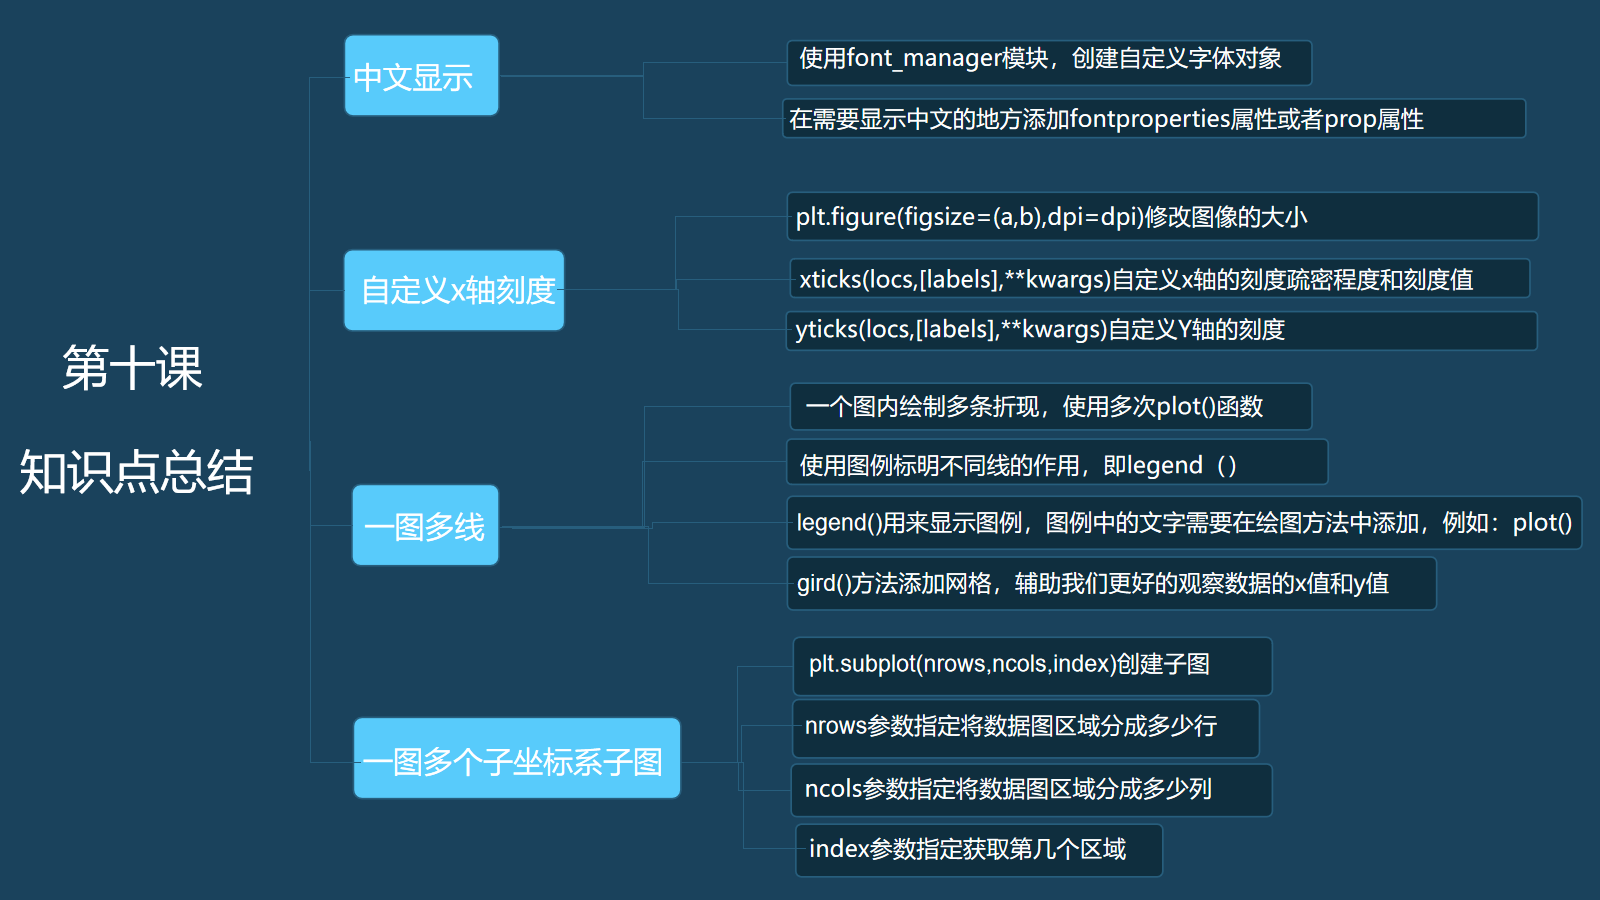 第十课
知识点总结
中文显示
使用font_manager模块，创建自定义字体对象
在需要显示中文的地方添加fontproperties属性或者prop属性
自定义x轴刻度
plt.figure(figsize=(a,b),dpi=dpi)修改图像的大小
xticks(locs,[labels],**kwargs)自定义x轴的刻度疏密程度和刻度值
yticks(locs,[labels],**kwargs)自定义Y轴的刻度
一图多线
一个图内绘制多条折现，使用多次plot()函数
使用图例标明不同线的作用，即legend（）
legend()用来显示图例，图例中的文字需要在绘图方法中添加，例如：plot()
gird()方法添加网格，辅助我们更好的观察数据的x值和y值
一图多个子坐标系子图
plt.subplot(nrows,ncols,index)创建子图
nrows参数指定将数据图区域分成多少行
ncols参数指定将数据图区域分成多少列
index参数指定获取第几个区域